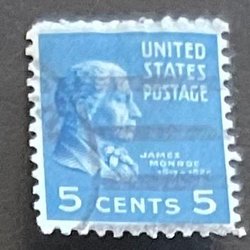 UNITED
STATES
POSTAGE
JAMES
MONROE
5 CENTS 5